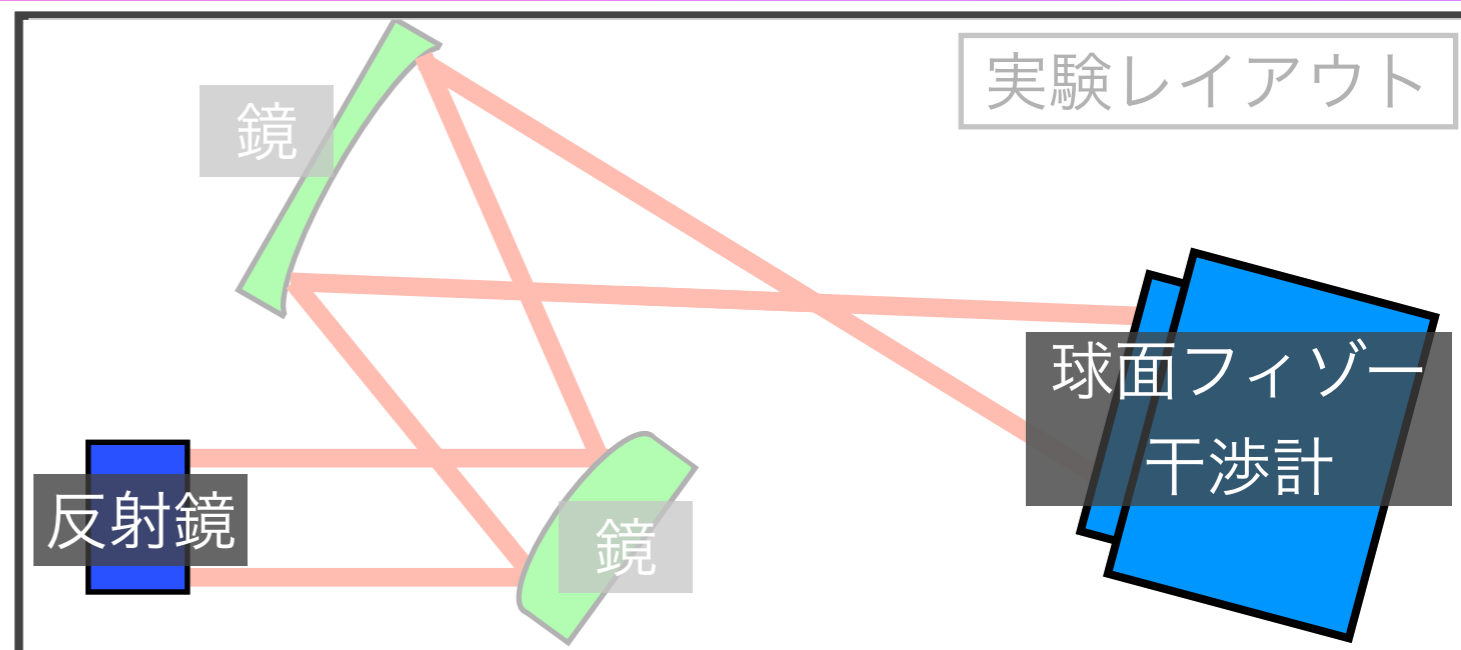 実験レイアウト
鏡
球面フィゾー
干渉計
反射鏡
鏡